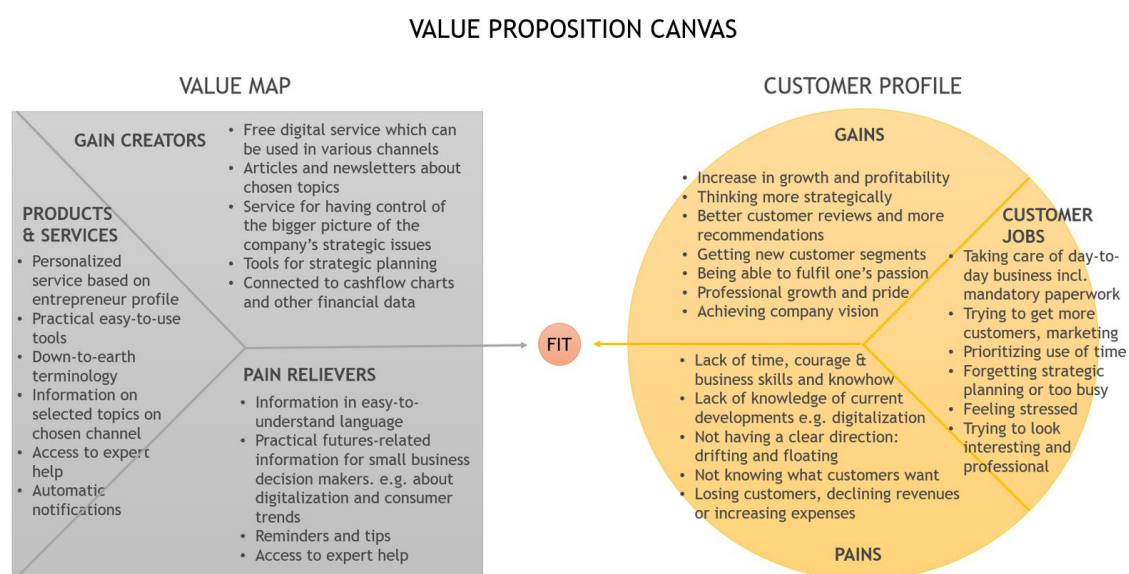 VALUE PROPOSITION CANVAS
VALUE MAP
GAIN CREATORS
• Free digital service which can
be used in various channels
• Articles and newsletters about
chosen topics
• Service for having control of
the bigger picture of the
company's strategic issues
• Tools for strategic planning
• Connected to cashflow charts
and other financial data
PRODUCTS
& SERVICES
• Personalized
service based on
entrepreneur profile
• Practical easy-to-use
tools
• Down-to-earth
terminology
• Information on
selected topics on
chosen channel
• Access to expert
help
• Automatic
notifications
PAIN RELIEVERS
• Information in easy-to-
understand language
• Practical futures-related
information for small business
decision makers. e.g. about
digitalization and consumer
trends
• Reminders and tips
• Access to expert help
FIT
CUSTOMER PROFILE
GAINS
• Increase in growth and profitability
• Thinking more strategically
• Better customer reviews and more
recommendations
• Getting new customer segments
• Being able to fulfil one's passion
• Professional growth and pride
• Achieving company vision
CUSTOMER
JOBS
• Taking care of day-to-
day business incl.
mandatory paperwork
• Trying to get more
customers, marketing
• Prioritizing use of time
• Forgetting strategic
planning or too busy
• Feeling stressed
• Trying to look
interesting and
professional
• Lack of time, courage &
business skills and knowhow
• Lack of knowledge of current
developments e.g. digitalization
• Not having a clear direction:
drifting and floating
• Not knowing what customers want
• Losing customers, declining revenues
or increasing expenses
PAINS